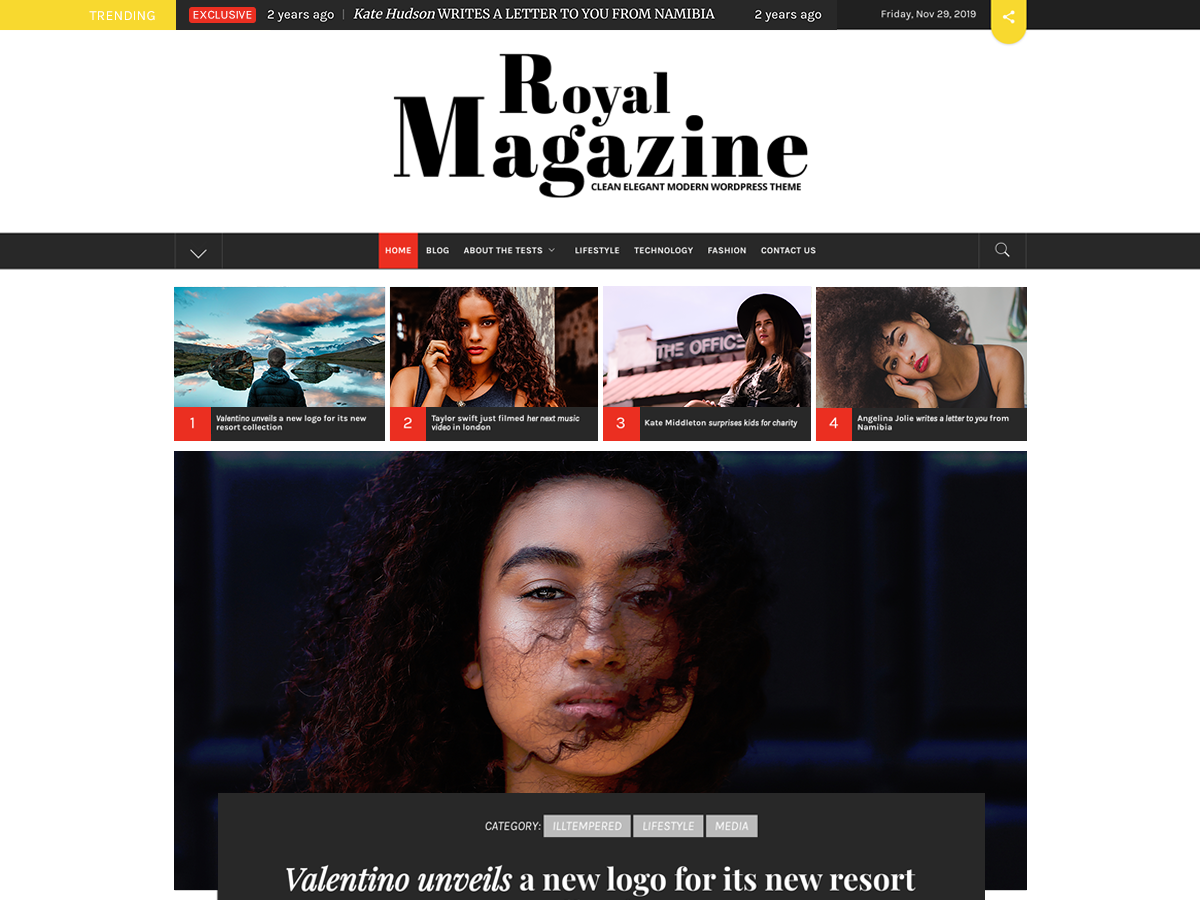 TRENDING
EXCLUSIVE 2 years ago | Kate Hudson WRITES A LETTER TO YOU FROM NAMIBIA 2 years ago
Friday, Nov 29, 2019
Royal
Magazine
CLEAN ELEGANT MODERN WORDPRESS THEME
HOME BLOG ABOUT THE TESTS LIFESTYLE TECHNOLOGY FASHION CONTACT US
THE OFFICE
1 Valentino unveils a new logo for its new
resort collection
2 Taylor swift just filmed her next music
video in london
3 Kate Middleton surprises kids for charity
4 Angelina Jolie writes a letter to you from
Namibia
CATEGORY: ILLTEMPERED LIFESTYLE MEDIA
Valentino unveils a new logo for its new resort